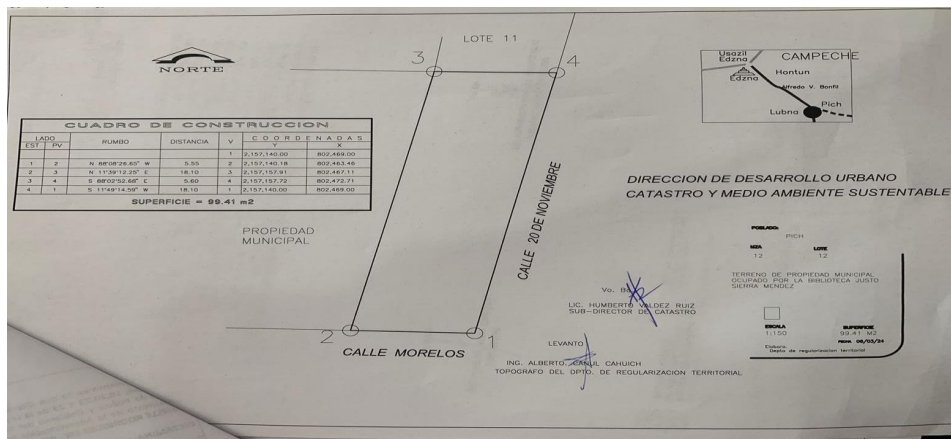 LOTE 11
3
4
NORTE
CUADRO DE CONSTRUCCION
LADO RUMBO DISTANCIA V COORDENADAS
EST PV Y X
1 2,157,140.00 802,469.00
1 2 N 88°08'28.65" W 5.55 2 2,157,140.18 802,463.46
2 3 N 11°39'12.25" E 18.10 3 2,157,157.91 802,467.11
3 4 S 88°02'52.68" E 5.60 4 2,157,157.72 802,472.71
4 1 S 11°49'14.59" W 18.10 1 2,157,140.00 802,469.00
SUPERFICIE = 99.41 m2
PROPIEDAD
MUNICIPAL
CALLE 20 DE NOVIEMBRE
2
1
CALLE MORELOS
CAMPECHE
Usazil
Edzna
Edzna
Hontun
Alfredo V. Bonfil
Pich
Lubna
DIRECCION DE DESARROLLO URBANO
CATASTRO Y MEDIO AMBIENTE SUSTENTABLE
POBLADO:
PICH
MZA LOTE
12 12
TERRENO DE PROPIEDAD MUNICIPAL
OCUPADO POR LA BIBLIOTECA JUSTO
SIERRA MENDEZ
ESCALA SUPERFICIE
1:150 99.41 M2
FECHA: 06/03/24
Elaboro.
Depto de regularizacion territorial
Vo. Bo.
LIC. HUMBERTO VALDEZ RUIZ
SUB-DIRECTOR DE CATASTRO
LEVANTO
ING. ALBERTO CANUL CAHUICH
TOPOGRAFO DEL DPTO. DE REGULARIZACION TERRITORIAL